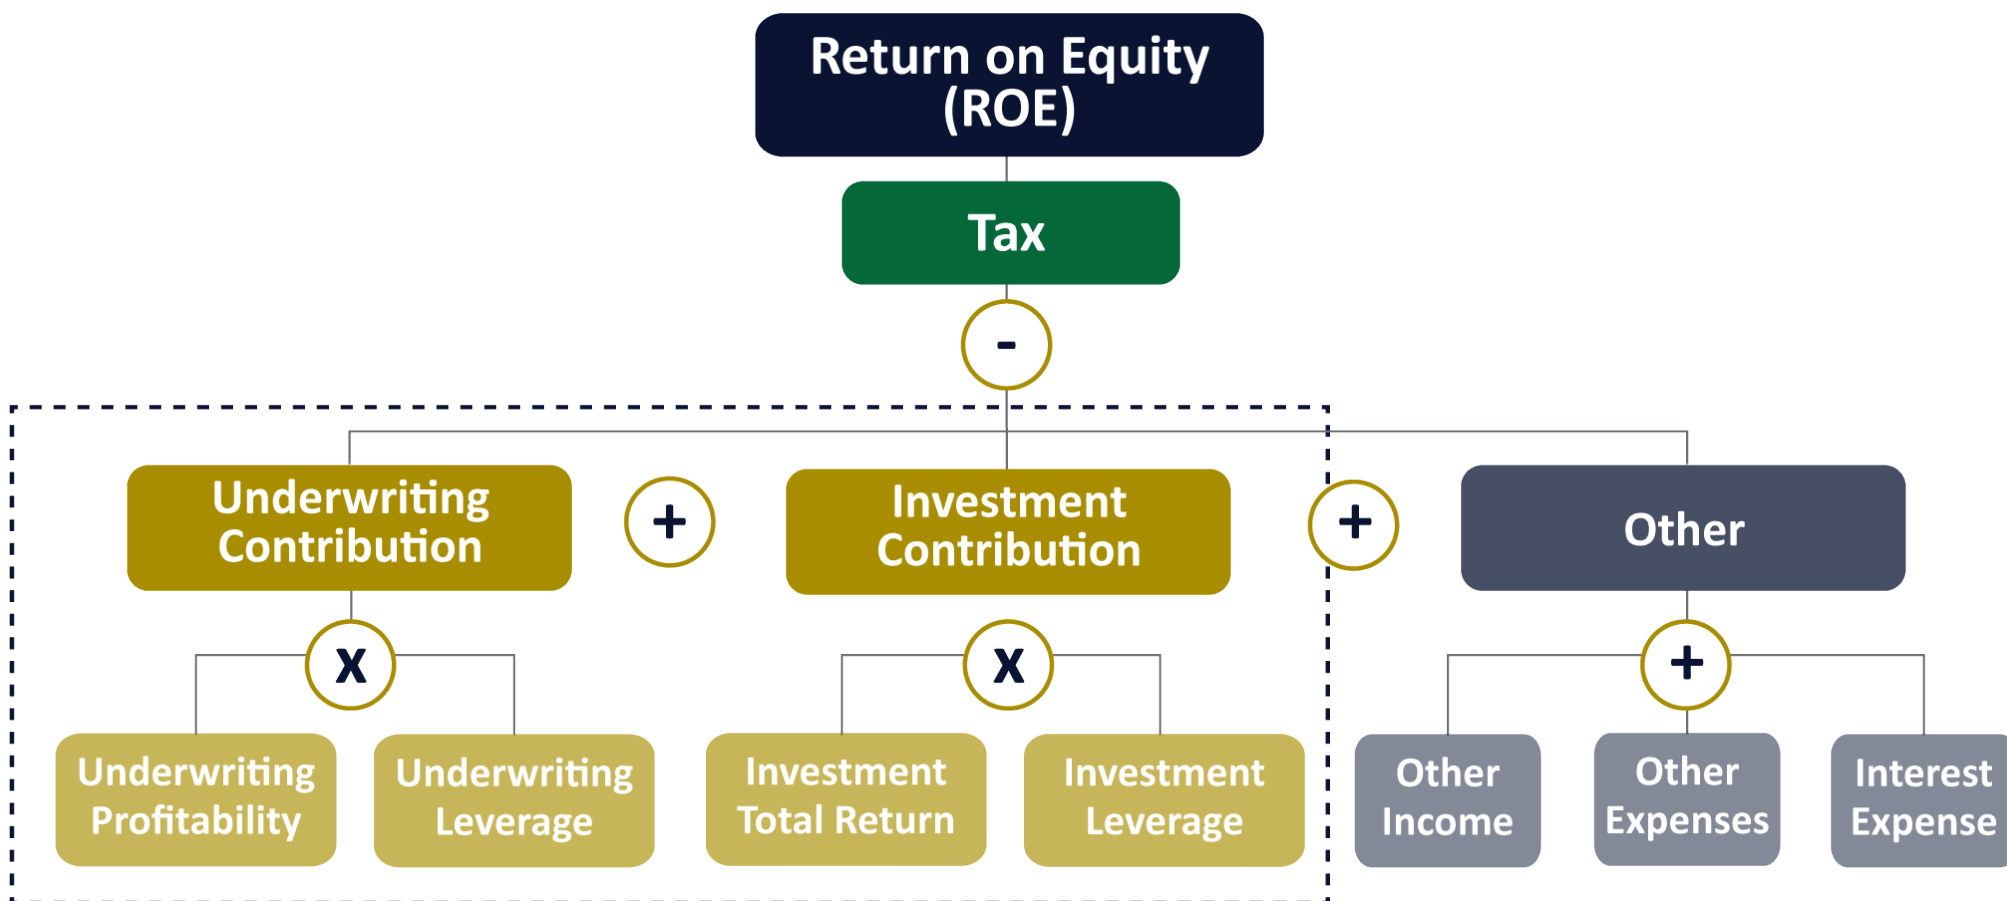 Return on Equity
(ROE)
Tax
-
Underwriting
Contribution
+
Investment
Contribution
+
Other
x
x
+
Underwriting
Profitability
Underwriting
Leverage
Investment
Total Return
Investment
Leverage
Other
Income
Other
Expenses
Interest
Expense